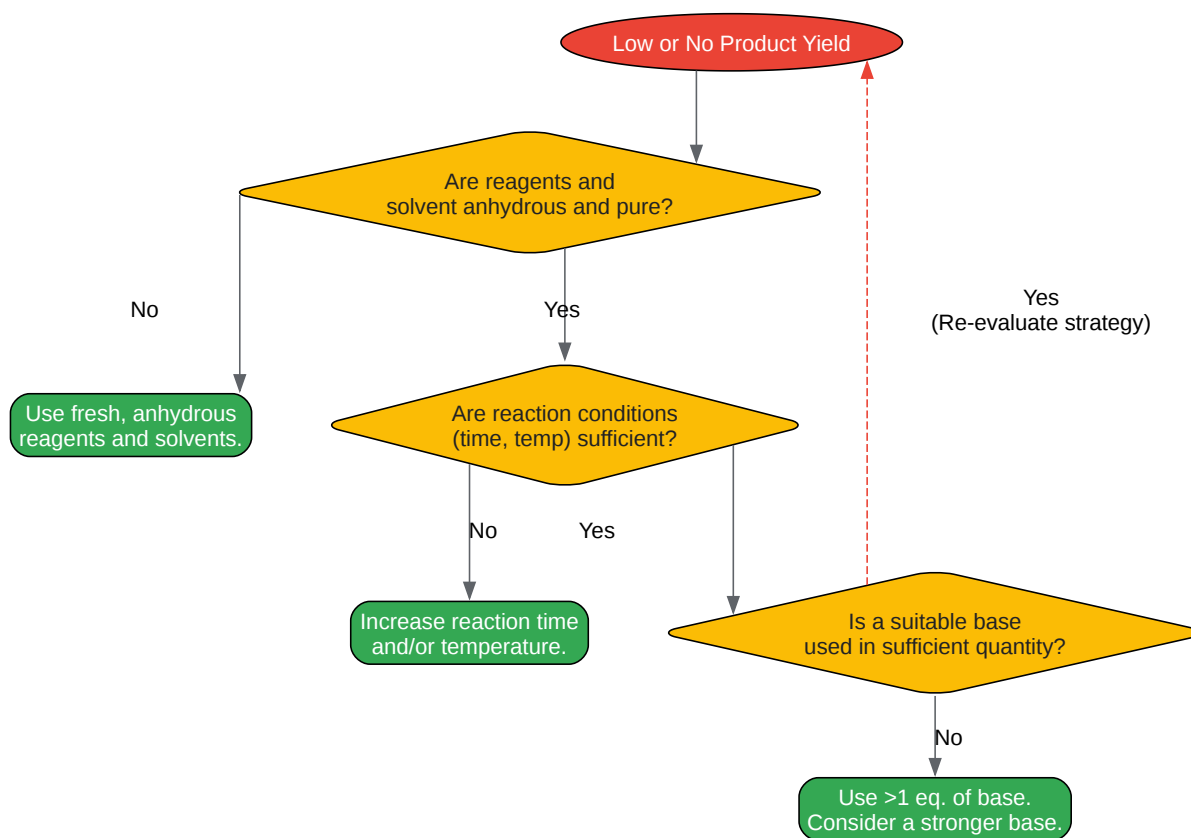 Low or No Product Yield
Are reagents and
solvent anhydrous and pure?
No
Yes
Yes
(Re-evaluate strategy)
Use fresh, anhydrous
reagents and solvents.
Are reaction conditions
(time, temp) sufficient?
No
Yes
Increase reaction time
and/or temperature.
Is a suitable base
used in sufficient quantity?
No
Use >1 eq. of base.
Consider a stronger base.